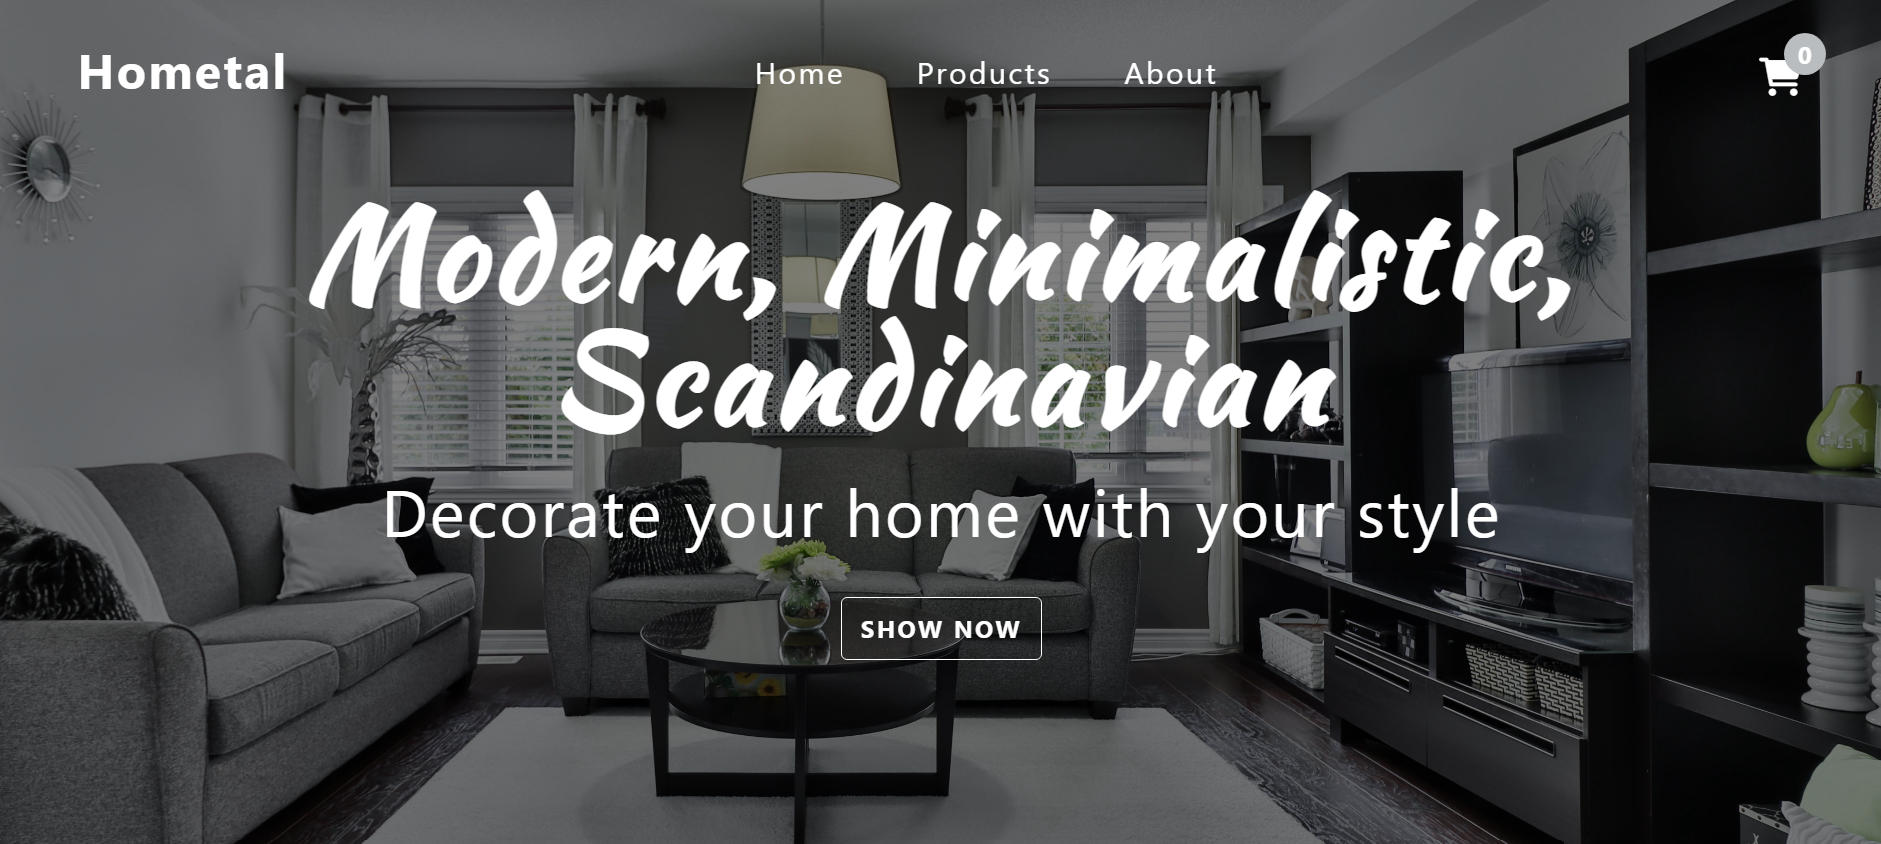 Hometal
Home Products About
0
Modern, Minimalistic,
Scandinavian
Decorate your home with your style
SHOW NOW